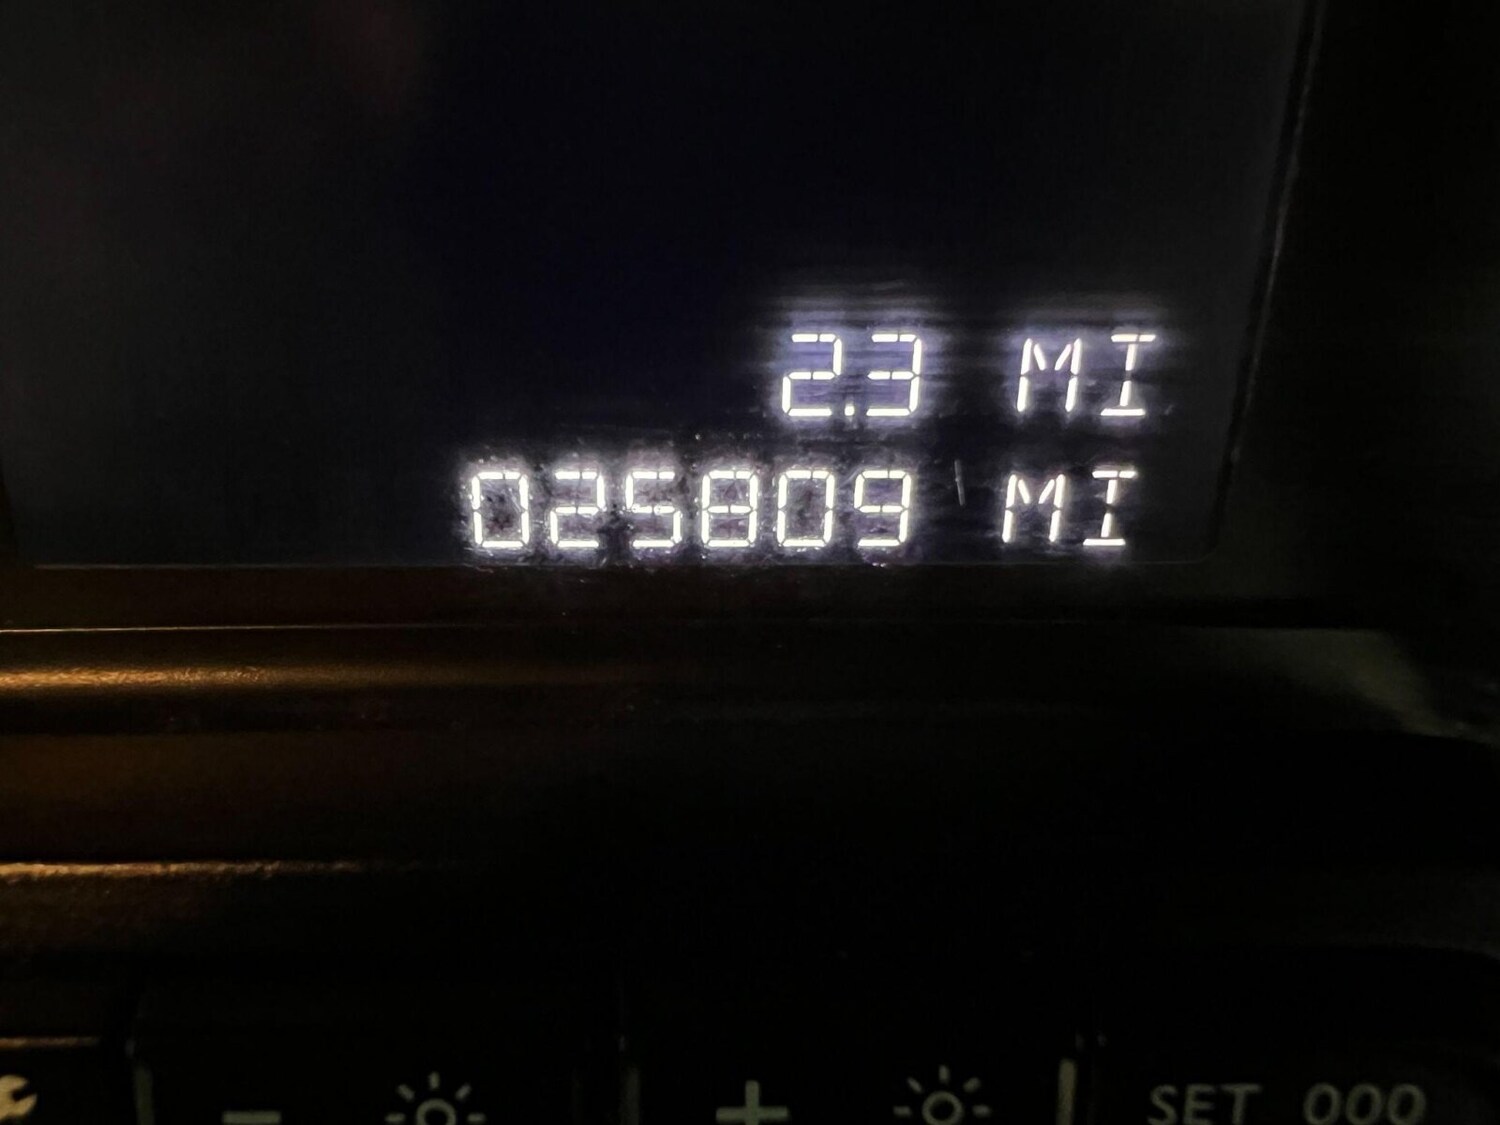 2.3 MI
025809 MI
- + SET 000